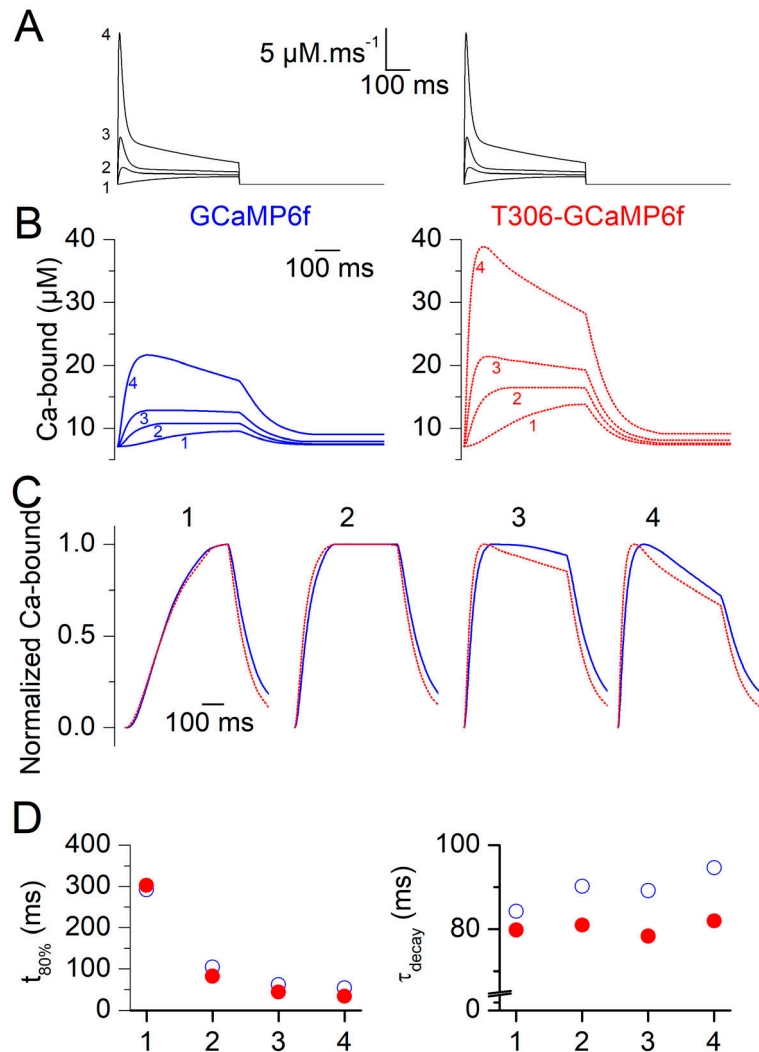 A
4
3
2
1
5 µM.ms-1
100 ms
B
GCaMP6f
T306-GCaMP6f
100 ms
Ca-bound (µM)
40
30
20
10
4
3
2
1
4
3
2
1
C
Normalized Ca-bound
1.0
0.5
0.0
1
2
3
4
100 ms
D
t80% (ms)
400
300
200
100
0
1
2
3
4
τdecay (ms)
100
80
0
1
2
3
4